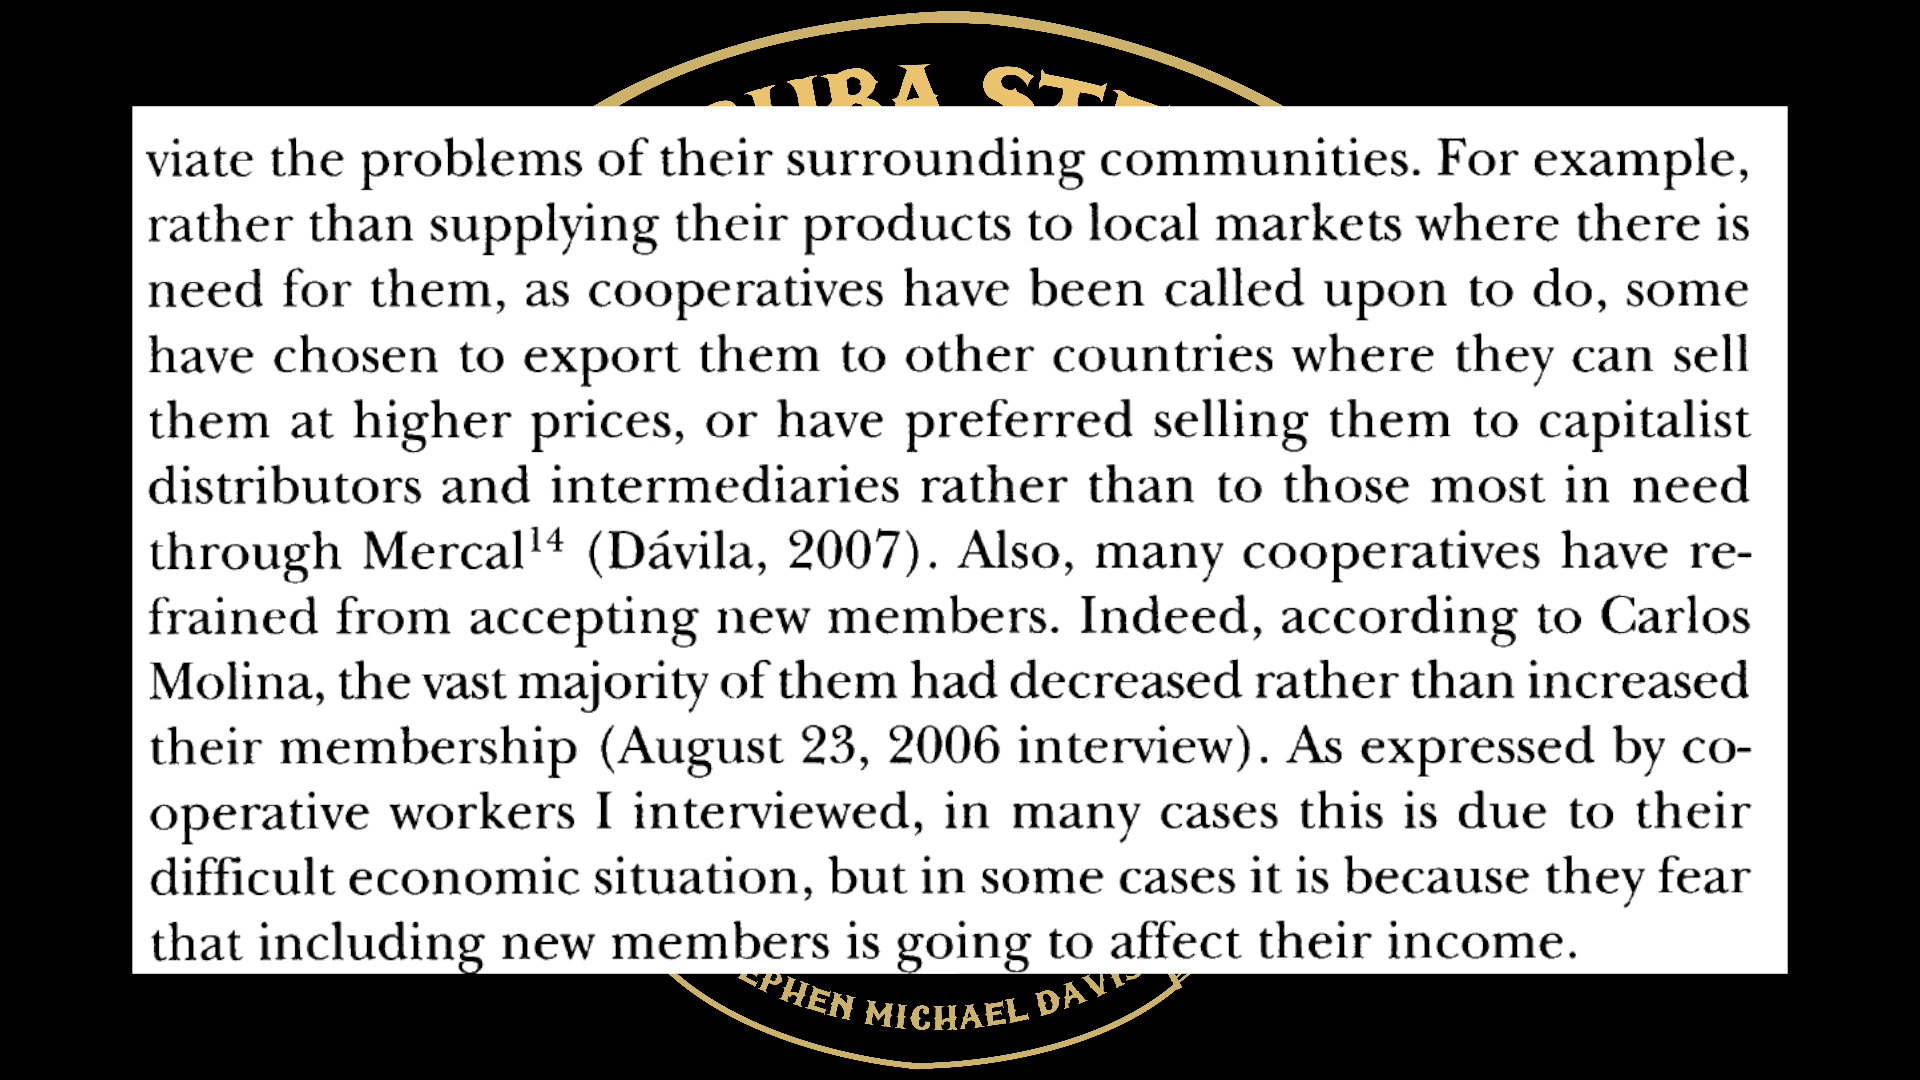 UBA ST
viate the problems of their surrounding communities. For example,
rather than supplying their products to local markets where there is
need for them, as cooperatives have been called upon to do, some
have chosen to export them to other countries where they can sell
them at higher prices, or have preferred selling them to capitalist
distributors and intermediaries rather than to those most in need
through Mercal¹⁴ (Dávila, 2007). Also, many cooperatives have re-
frained from accepting new members. Indeed, according to Carlos
Molina, the vast majority of them had decreased rather than increased
their membership (August 23, 2006 interview). As expressed by co-
operative workers I interviewed, in many cases this is due to their
difficult economic situation, but in some cases it is because they fear
that including new members is going to affect their income.
EPHEN MICHAEL DAVIS